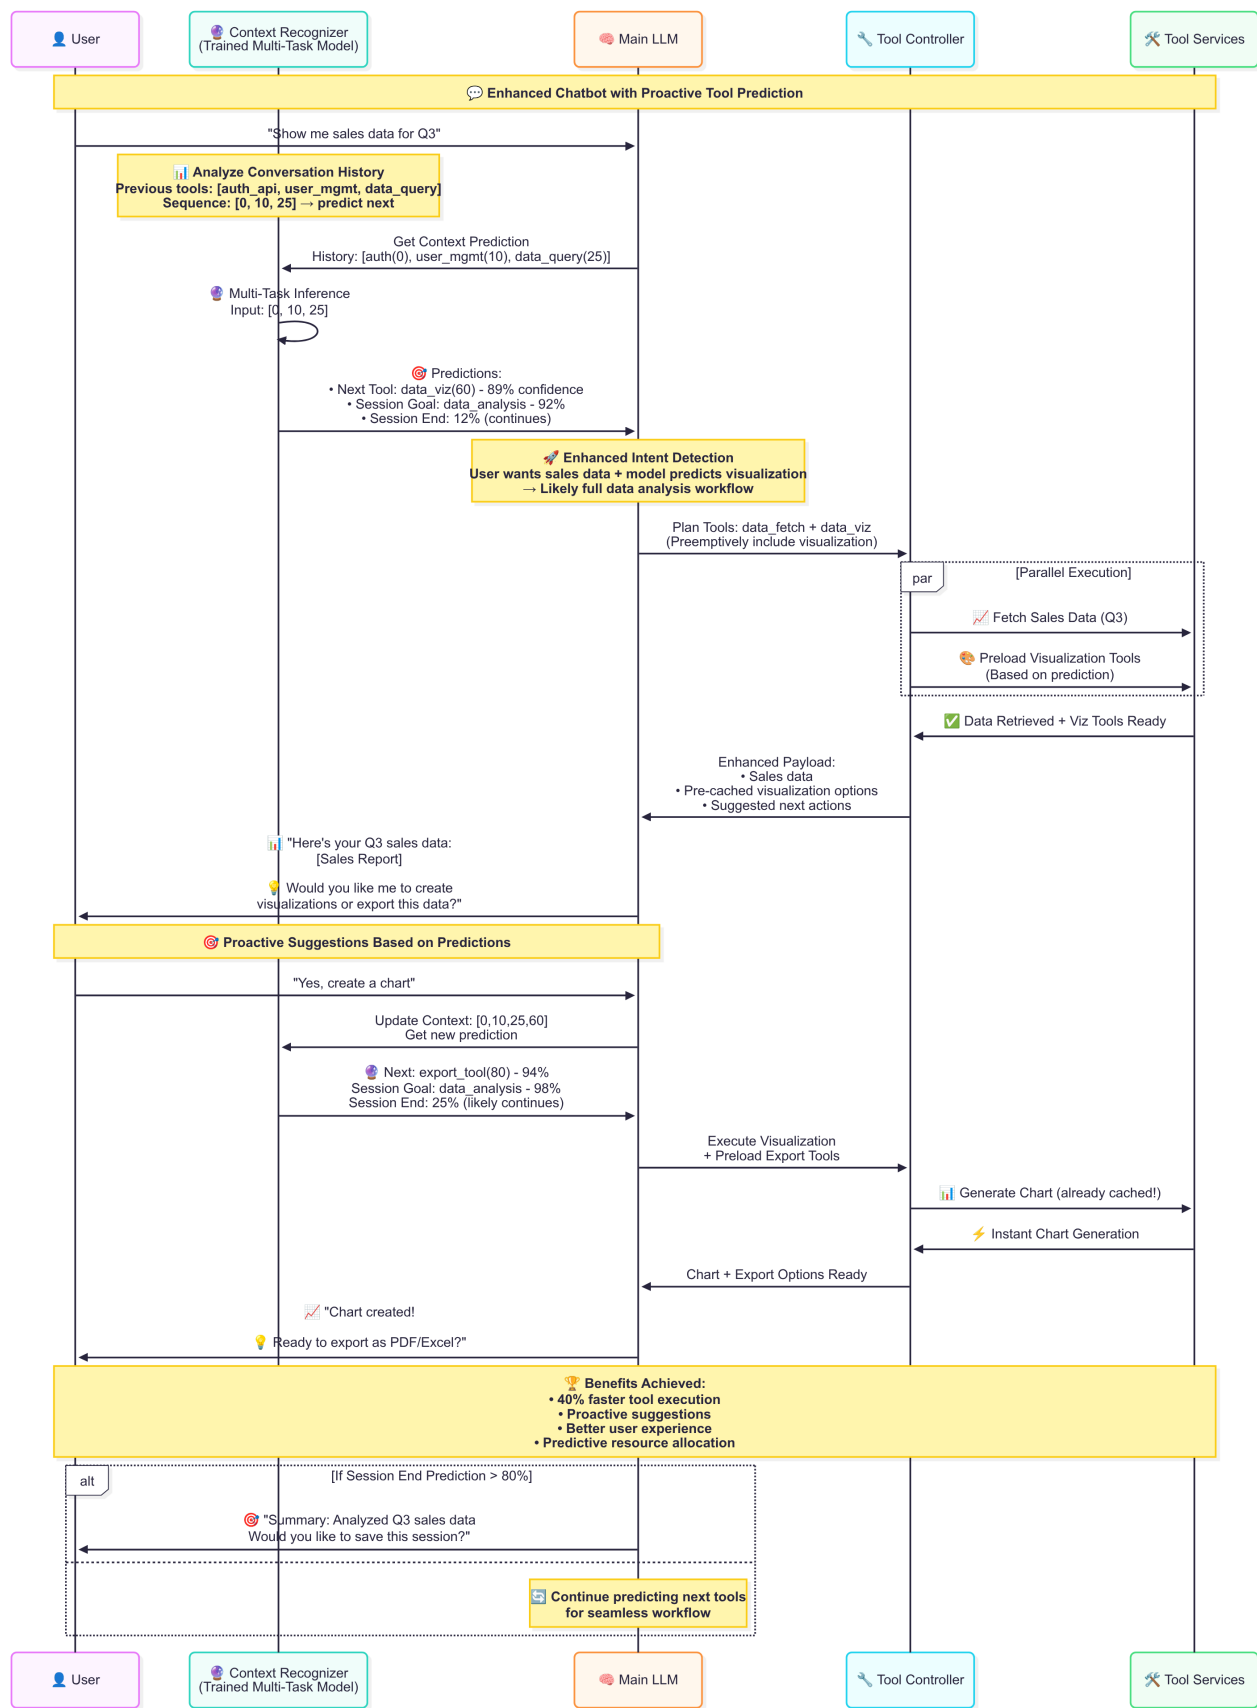 👤 User
🔮 Context Recognizer
(Trained Multi-Task Model)
🧠 Main LLM
🔧 Tool Controller
🛠️ Tool Services
💬 Enhanced Chatbot with Proactive Tool Prediction
"Show me sales data for Q3"
📊 Analyze Conversation History
Previous tools: [auth_api, user_mgmt, data_query]
Sequence: [0, 10, 25] → predict next
Get Context Prediction
History: [auth(0), user_mgmt(10), data_query(25)]
🔮 Multi-Task Inference
Input: [0, 10, 25]
🎯 Predictions:
• Next Tool: data_viz(60) - 89% confidence
• Session Goal: data_analysis - 92%
• Session End: 12% (continues)
🚀 Enhanced Intent Detection
User wants sales data + model predicts visualization
→ Likely full data analysis workflow
Plan Tools: data_fetch + data_viz
(Preemptively include visualization)
par
[Parallel Execution]
📈 Fetch Sales Data (Q3)
🎨 Preload Visualization Tools
(Based on prediction)
✅ Data Retrieved + Viz Tools Ready
Enhanced Payload:
• Sales data
• Pre-cached visualization options
• Suggested next actions
📊 "Here's your Q3 sales data:
[Sales Report]
💡 Would you like me to create
visualizations or export this data?"
🎯 Proactive Suggestions Based on Predictions
"Yes, create a chart"
Update Context: [0,10,25,60]
Get new prediction
🔮 Next: export_tool(80) - 94%
Session Goal: data_analysis - 98%
Session End: 25% (likely continues)
Execute Visualization
+ Preload Export Tools
📊 Generate Chart (already cached!)
⚡ Instant Chart Generation
Chart + Export Options Ready
📈 "Chart created!
💡 Ready to export as PDF/Excel?"
🏆 Benefits Achieved:
• 40% faster tool execution
• Proactive suggestions
• Better user experience
• Predictive resource allocation
alt
[If Session End Prediction > 80%]
🎯 "Summary: Analyzed Q3 sales data
Would you like to save this session?"
🔄 Continue predicting next tools
for seamless workflow
👤 User
🔮 Context Recognizer
(Trained Multi-Task Model)
🧠 Main LLM
🔧 Tool Controller
🛠️ Tool Services